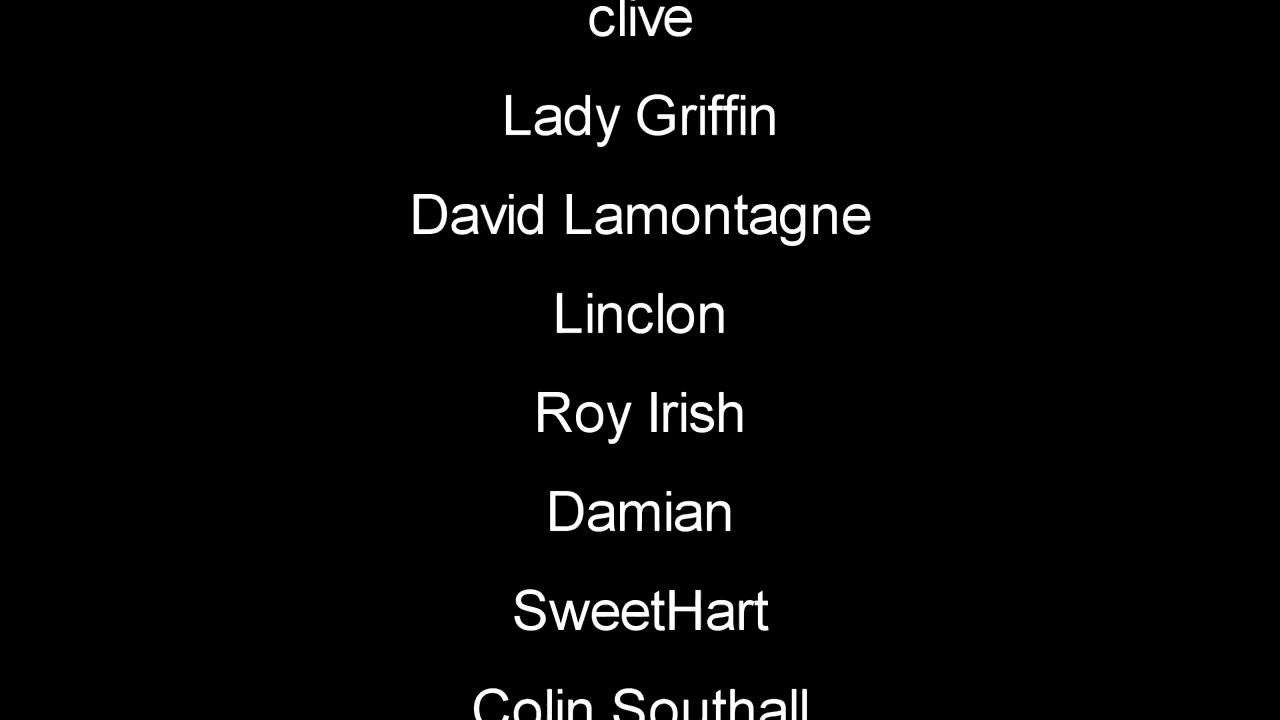 clive
Lady Griffin
David Lamontagne
Linclon
Roy Irish
Damian
SweetHart
Colin Southall